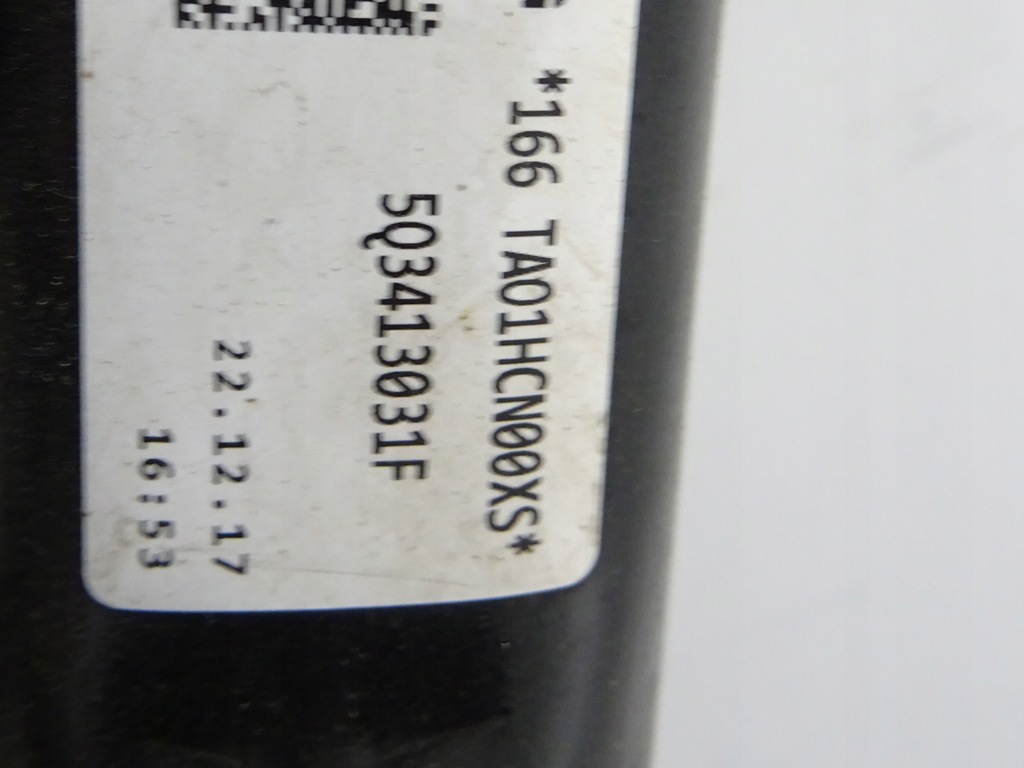 *166 TA01HCN00XS*
5Q3413031F
22.12.17
16:53